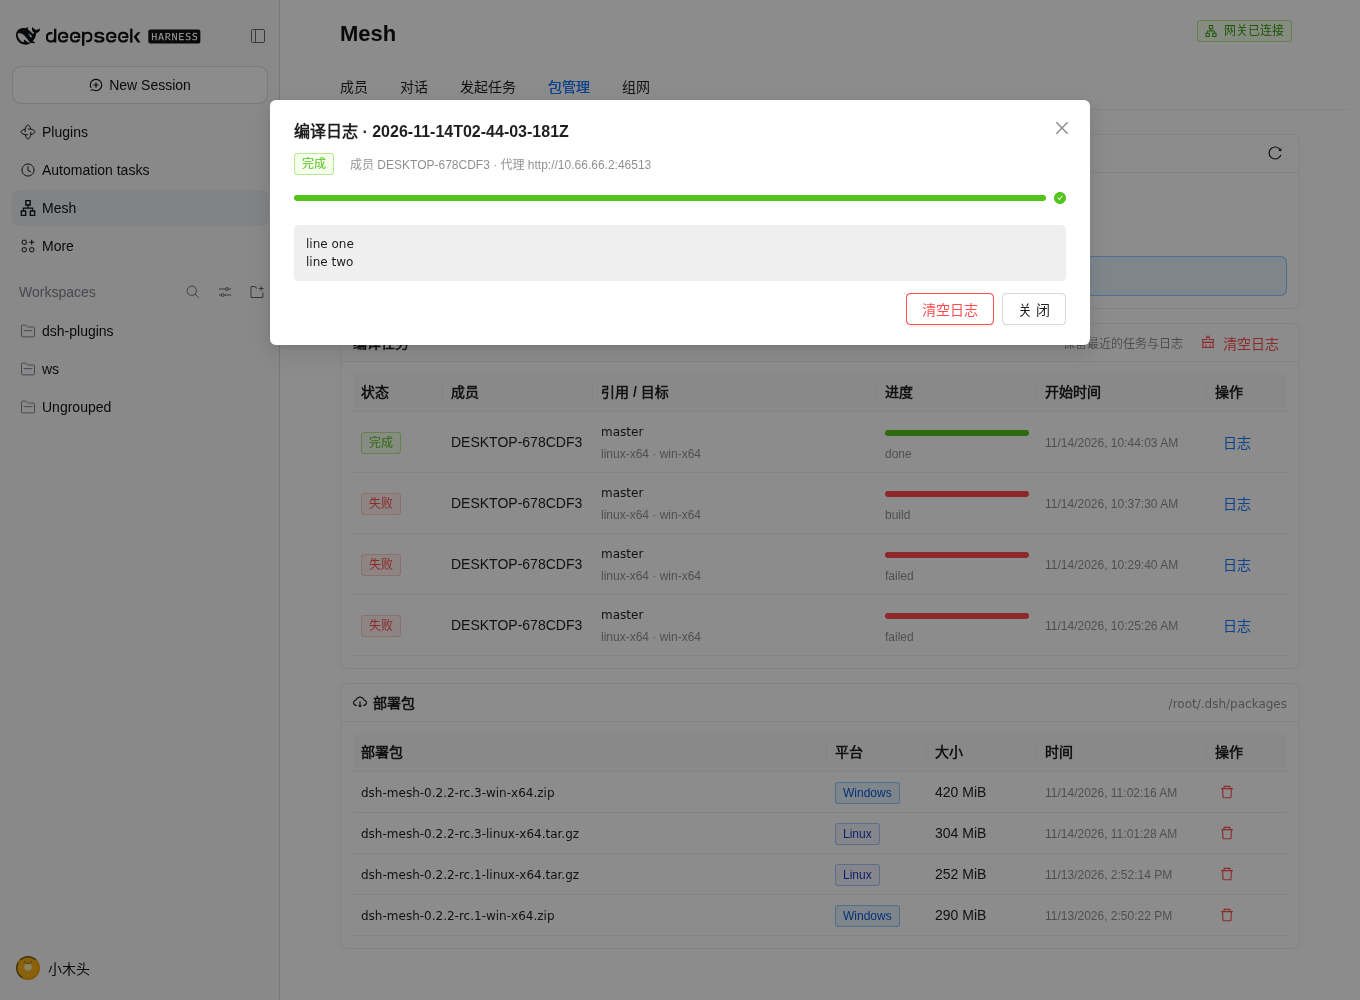 deepseek HARNESS
New Session
Plugins
Automation tasks
Mesh
More
Workspaces
dsh-plugins
ws
Ungrouped
小木头
Mesh
网关已连接
成员 对话 发起任务 包管理 组网
编译日志 · 2026-11-14T02-44-03-181Z
完成 成员 DESKTOP-678CDF3 · 代理 http://10.66.66.2:46513
line one
line two
清空日志 关 闭
编译任务 保留最近的任务与日志 清空日志
状态 成员 引用 / 目标 进度 开始时间 操作
完成 DESKTOP-678CDF3 master 11/14/2026, 10:44:03 AM 日志
linux-x64 · win-x64 done
失败 DESKTOP-678CDF3 master 11/14/2026, 10:37:30 AM 日志
linux-x64 · win-x64 build
失败 DESKTOP-678CDF3 master 11/14/2026, 10:29:40 AM 日志
linux-x64 · win-x64 failed
失败 DESKTOP-678CDF3 master 11/14/2026, 10:25:26 AM 日志
linux-x64 · win-x64 failed
部署包 /root/.dsh/packages
部署包 平台 大小 时间 操作
dsh-mesh-0.2.2-rc.3-win-x64.zip Windows 420 MiB 11/14/2026, 11:02:16 AM
dsh-mesh-0.2.2-rc.3-linux-x64.tar.gz Linux 304 MiB 11/14/2026, 11:01:28 AM
dsh-mesh-0.2.2-rc.1-linux-x64.tar.gz Linux 252 MiB 11/13/2026, 2:52:14 PM
dsh-mesh-0.2.2-rc.1-win-x64.zip Windows 290 MiB 11/13/2026, 2:50:22 PM